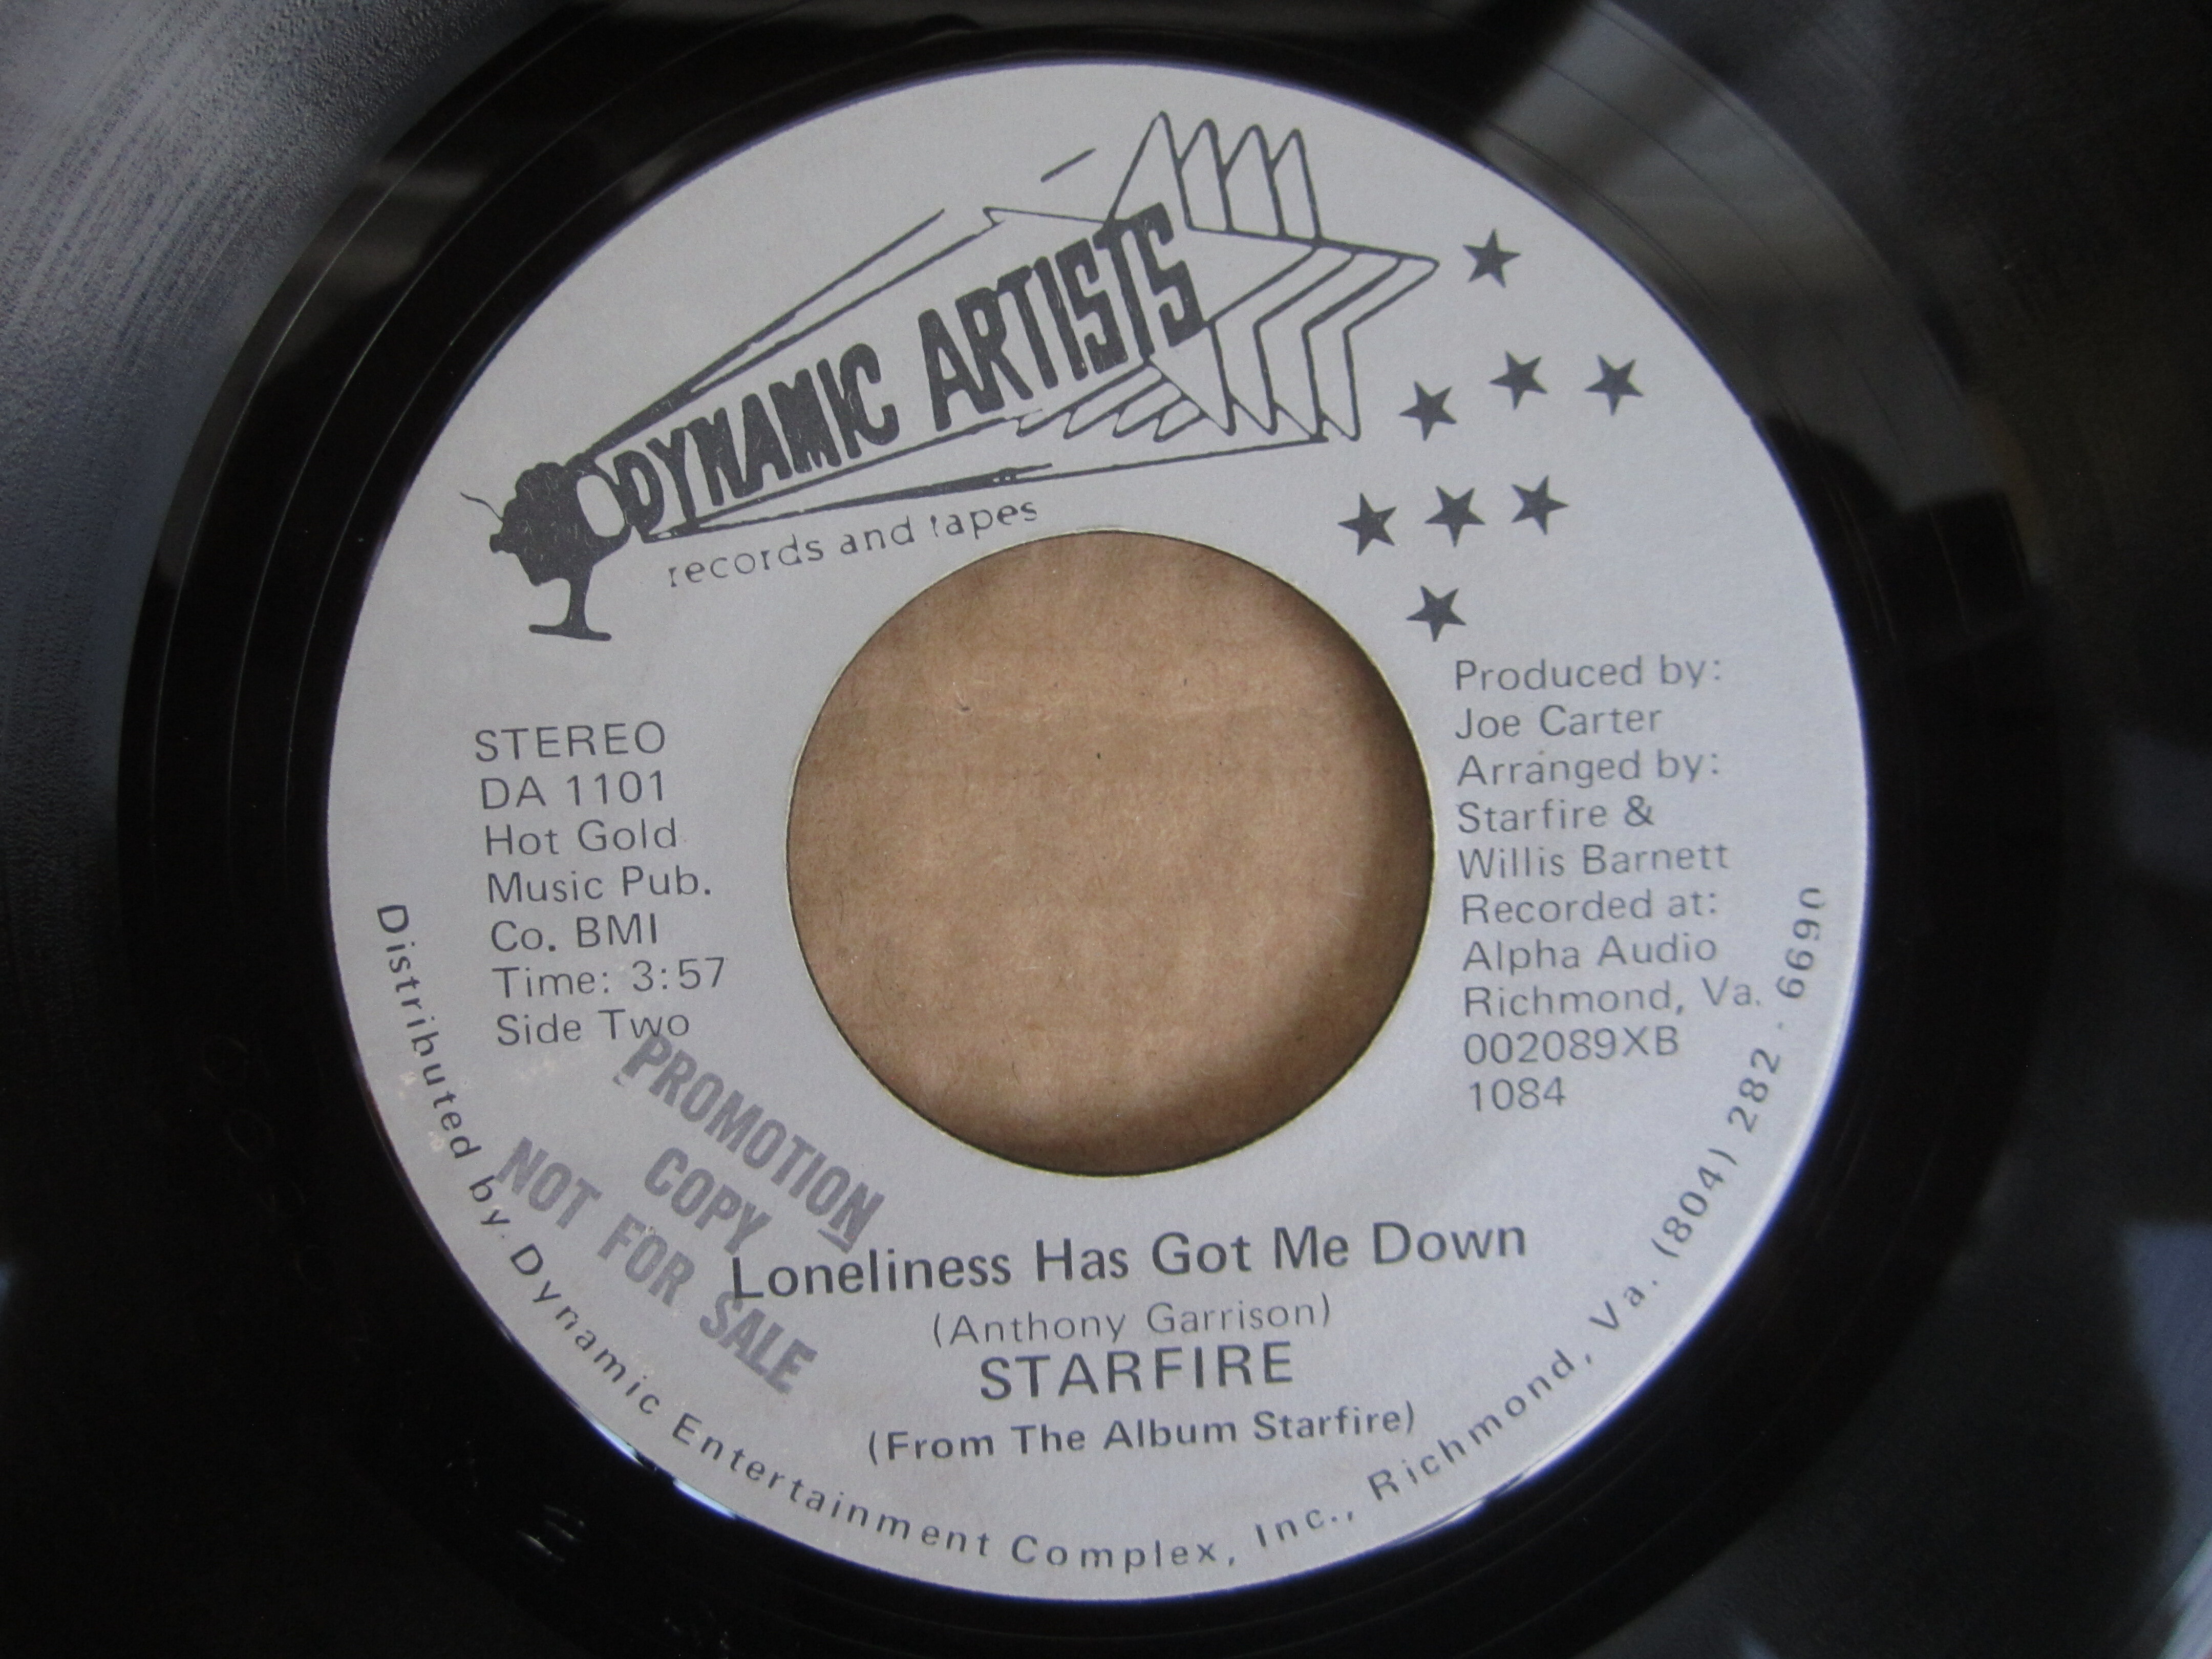 DYNAMIC ARTISTS
records and tapes
STEREO
DA 1101
Hot Gold
Music Pub.
Co. BMI
Time: 3:57
Side Two
Produced by:
Joe Carter
Arranged by:
Starfire &
Willis Barnett
Recorded at:
Alpha Audio
Richmond, Va.
002089XB
1084
PROMOTION
COPY
NOT FOR SALE
Loneliness Has Got Me Down
(Anthony Garrison)
STARFIRE
(From The Album Starfire)
Distributed by: Dynamic Entertainment Complex, Inc., Richmond, Va. (804) 282 - 6690